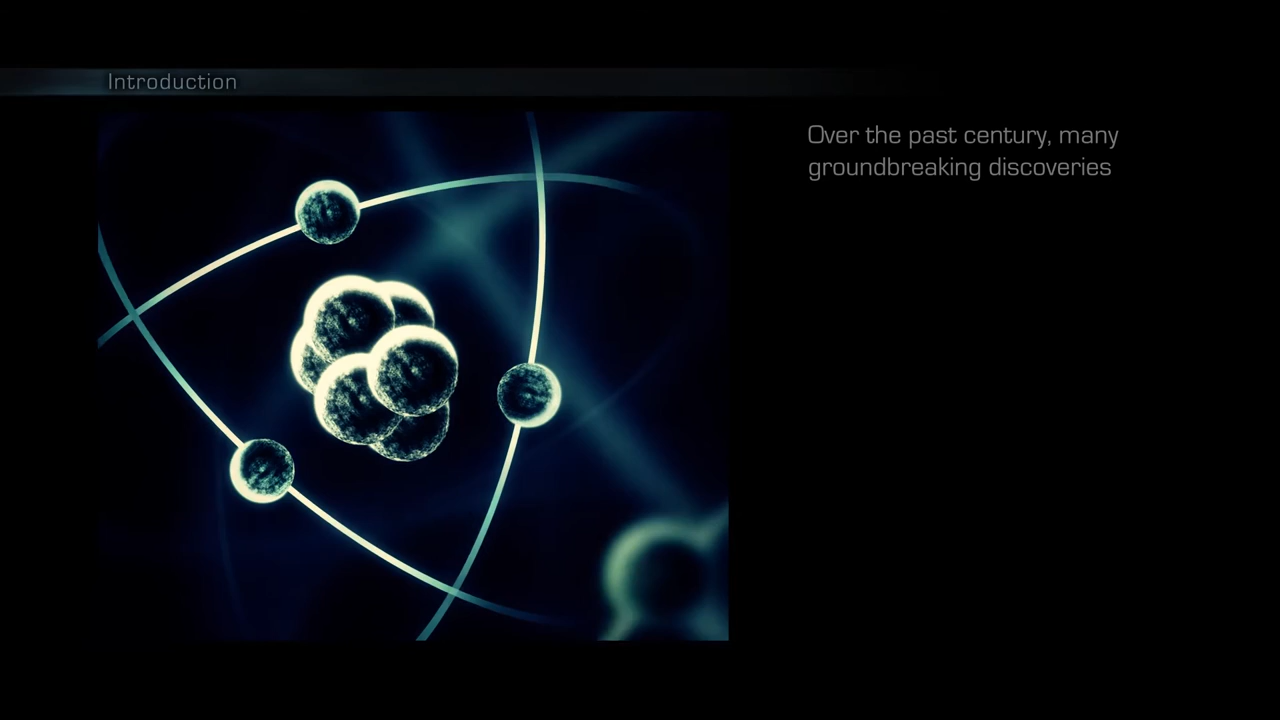 Introduction
Over the past century, many
groundbreaking discoveries